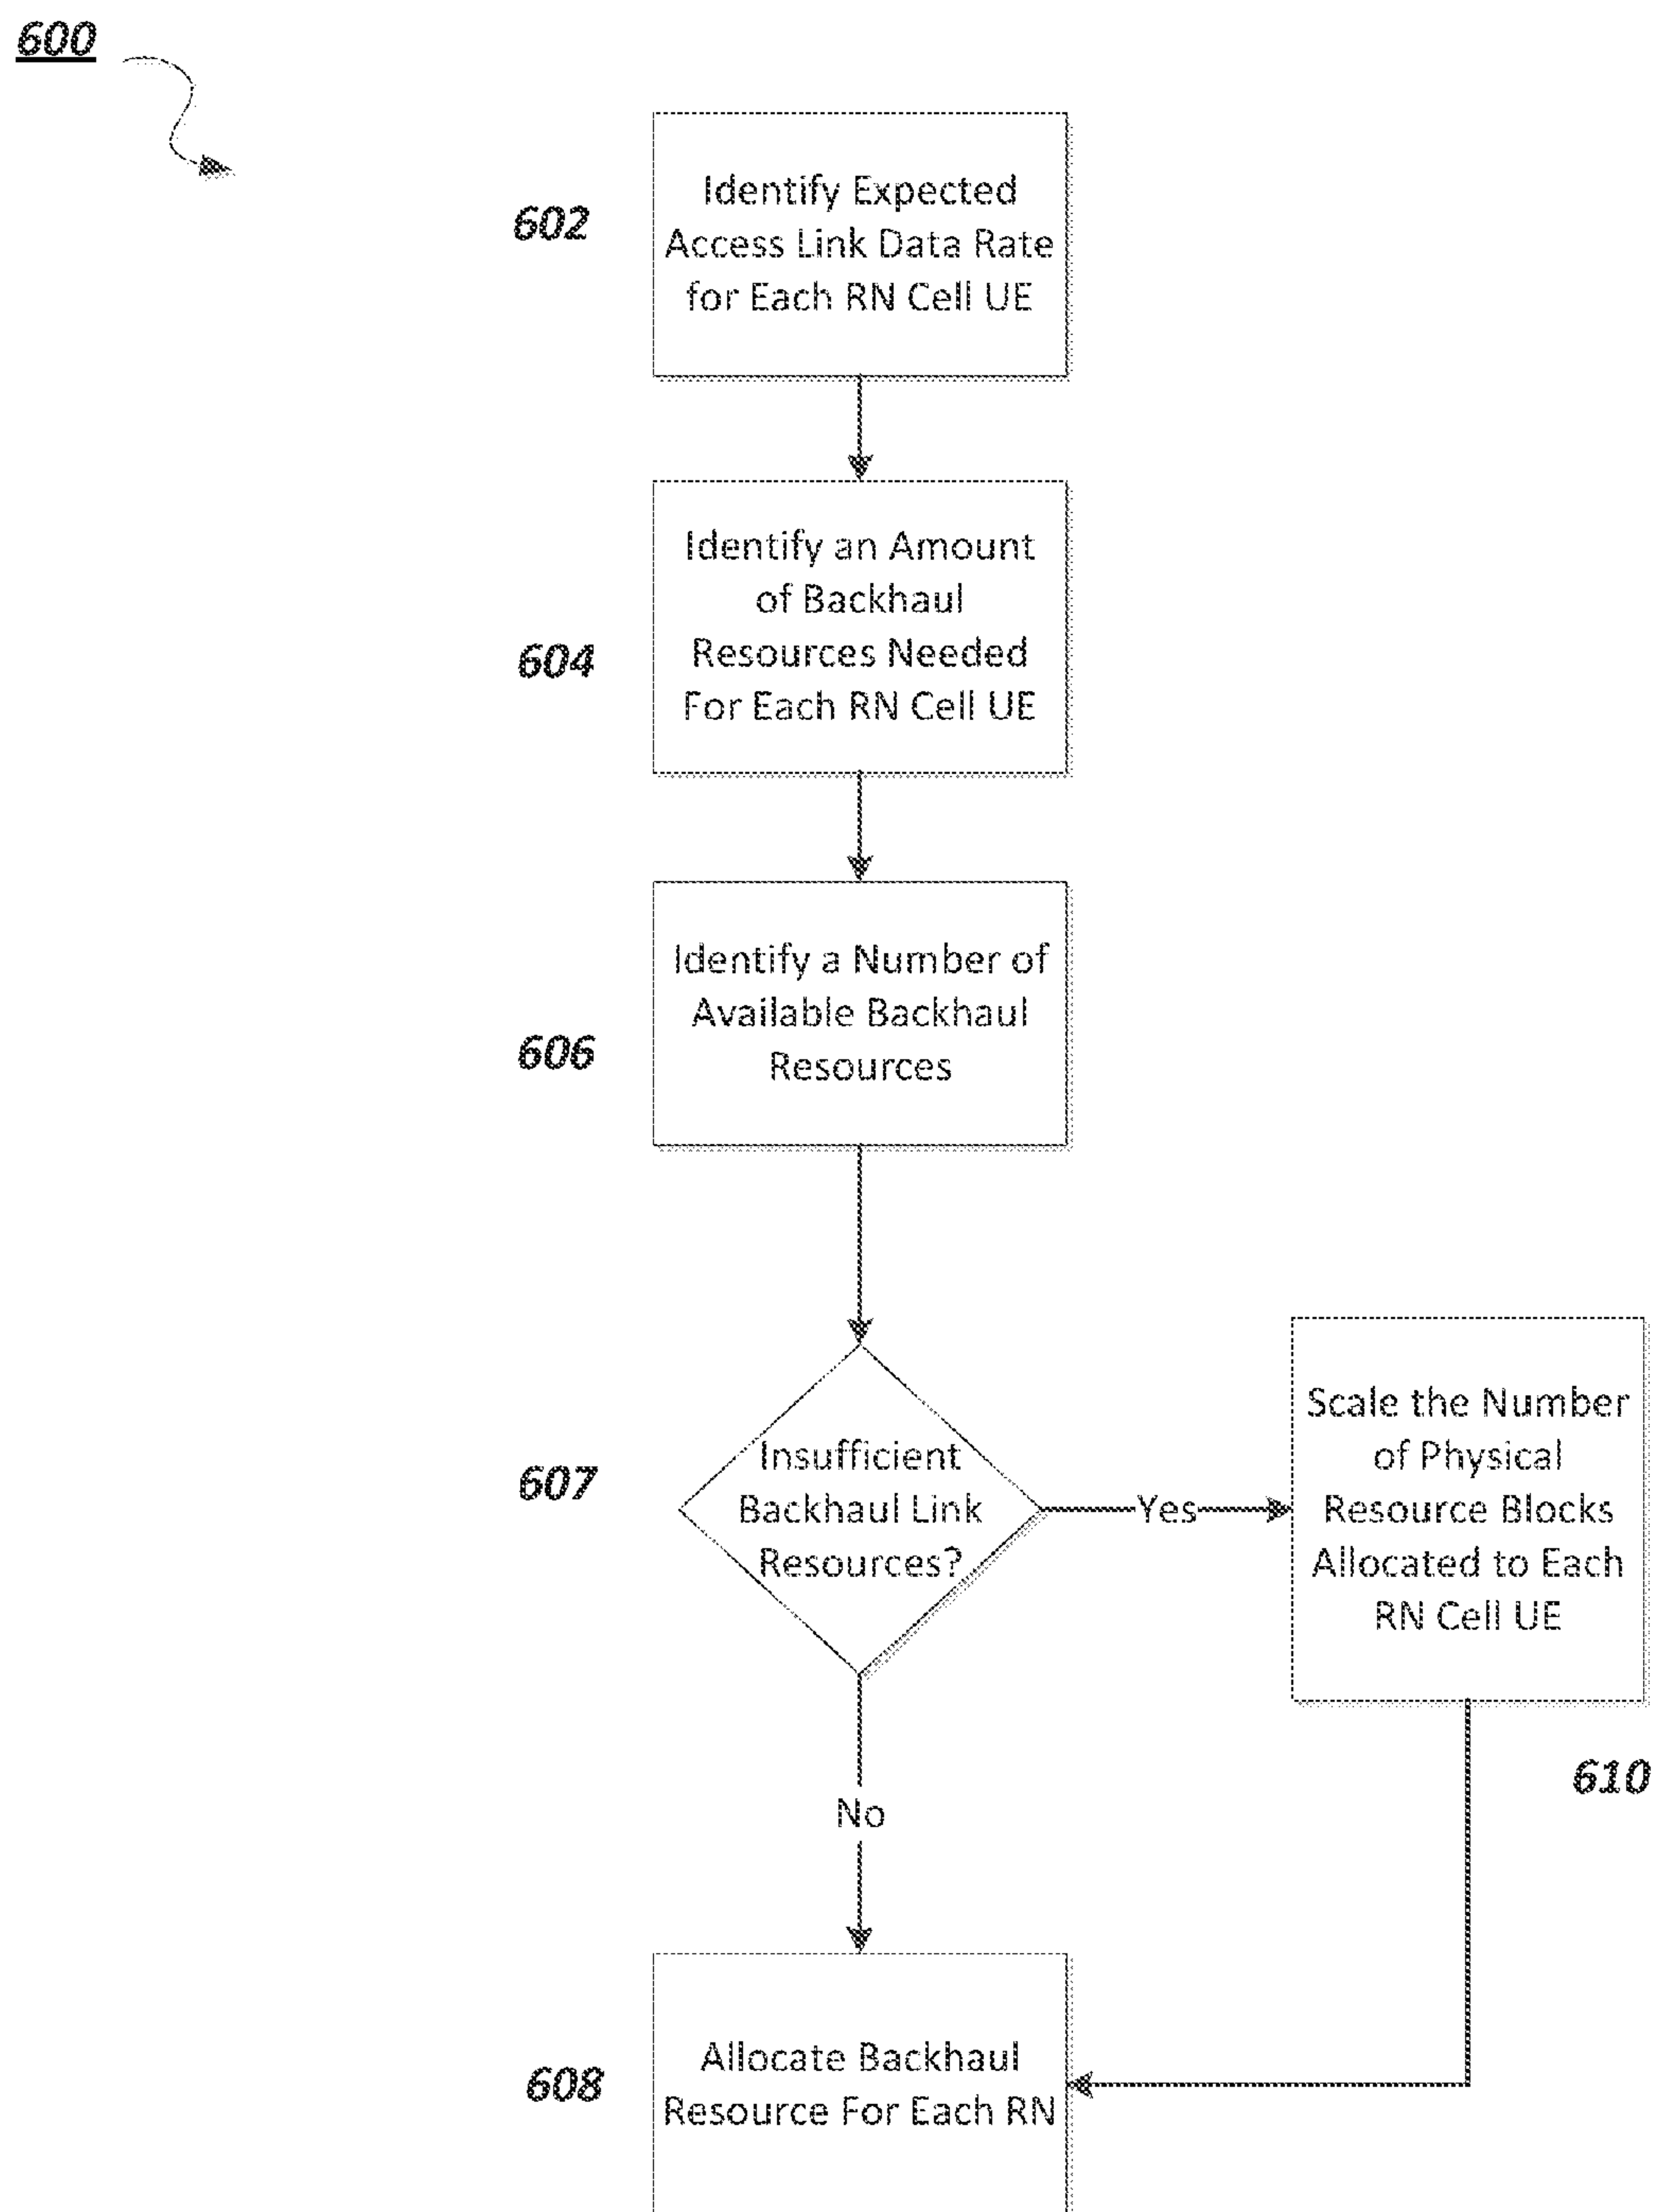 600
602
Identify Expected
Access Link Data Rate
for Each RN Cell UE
604
Identify an Amount
of Backhaul
Resources Needed
For Each RN Cell UE
606
Identify a Number of
Available Backhaul
Resources
607
Insufficient
Backhaul Link
Resources?
Yes
Scale the Number
of Physical
Resource Blocks
Allocated to Each
RN Cell UE
610
No
608
Allocate Backhaul
Resource For Each RN